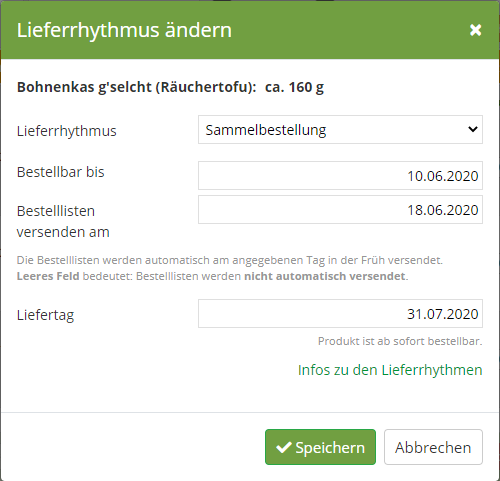 Lieferrhythmus ändern
Bohnenkas g'selcht (Räuchertofu): ca. 160 g
Lieferrhythmus
Sammelbestellung
Bestellbar bis
10.06.2020
Bestelllisten
versenden am
18.06.2020
Die Bestelllisten werden automatisch am angegebenen Tag in der Früh versendet.
Leeres Feld bedeutet: Bestelllisten werden nicht automatisch versendet.
Liefertag
31.07.2020
Produkt ist ab sofort bestellbar.
Infos zu den Lieferrhythmen
Speichern
Abbrechen